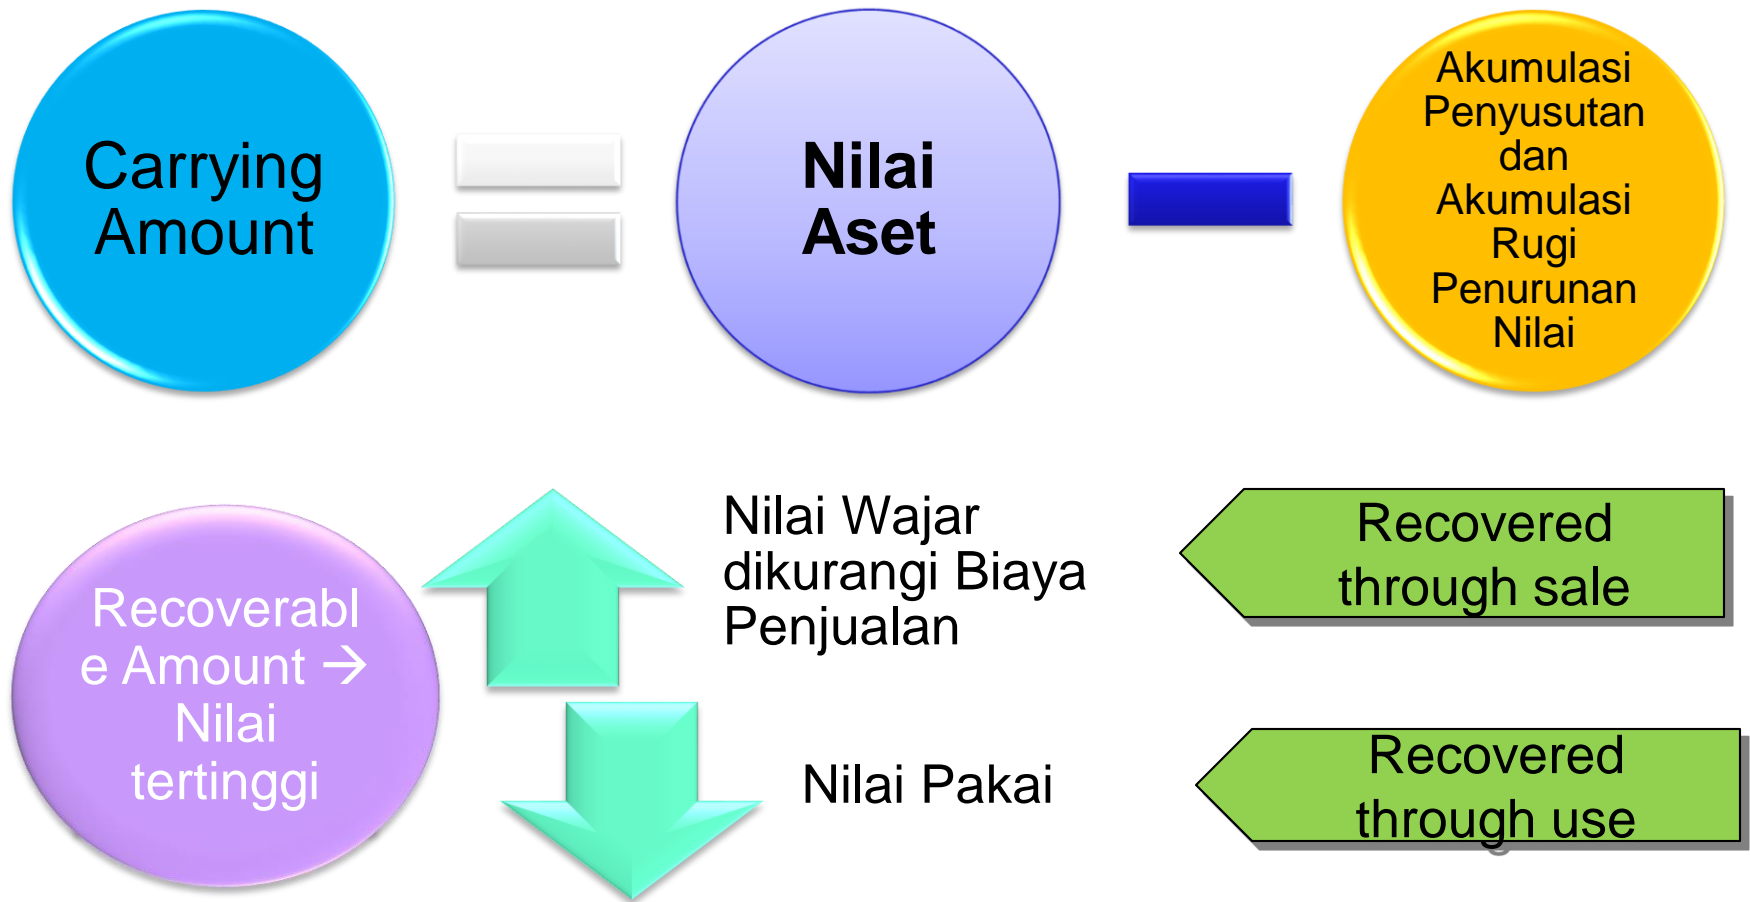 Carrying
Amount
Nilai
Aset
Akumulasi
Penyusutan
dan
Akumulasi
Rugi
Penurunan
Nilai
Recoverabl
e Amount →
Nilai
tertinggi
Nilai Wajar
dikurangi Biaya
Penjualan
Recovered
through sale
Nilai Pakai
Recovered
through use